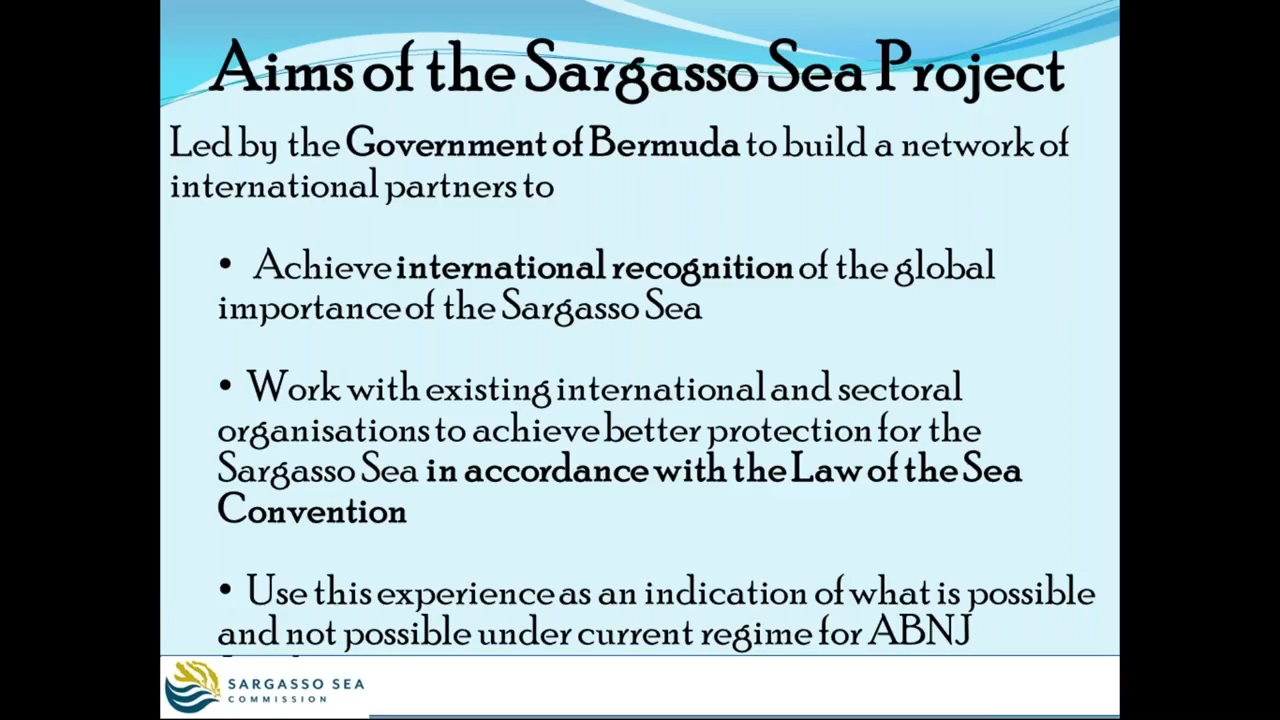 Aims of the Sargasso Sea Project
Led by the Government of Bermuda to build a network of
international partners to
• Achieve international recognition of the global
importance of the Sargasso Sea
• Work with existing international and sectoral
organisations to achieve better protection for the
Sargasso Sea in accordance with the Law of the Sea
Convention
• Use this experience as an indication of what is possible
and not possible under current regime for ABNJ
SARGASSO SEA
COMMISSION